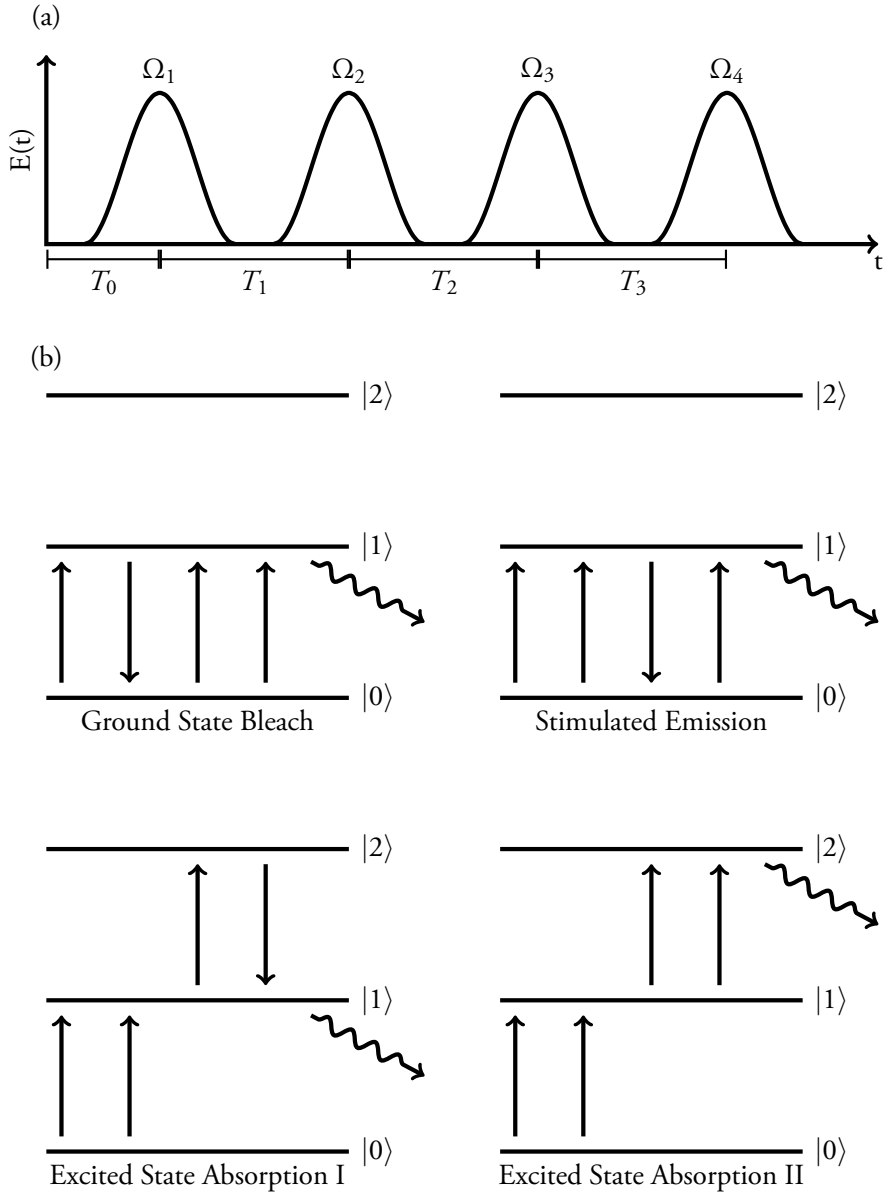 (a)
Ω₁ Ω₂ Ω₃ Ω₄
E(t)
t
T₀ T₁ T₂ T₃
(b)
|2⟩ |2⟩
|1⟩ |1⟩
|0⟩ |0⟩
Ground State Bleach Stimulated Emission
|2⟩ |2⟩
|1⟩ |1⟩
|0⟩ |0⟩
Excited State Absorption I Excited State Absorption II